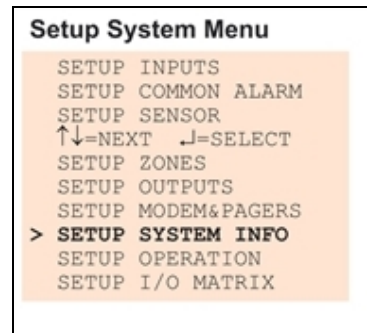 Setup System Menu
SETUP INPUTS
SETUP COMMON ALARM
SETUP SENSOR
↑↓=NEXT ↵=SELECT
SETUP ZONES
SETUP OUTPUTS
SETUP MODEM&PAGERS
> SETUP SYSTEM INFO
SETUP OPERATION
SETUP I/O MATRIX